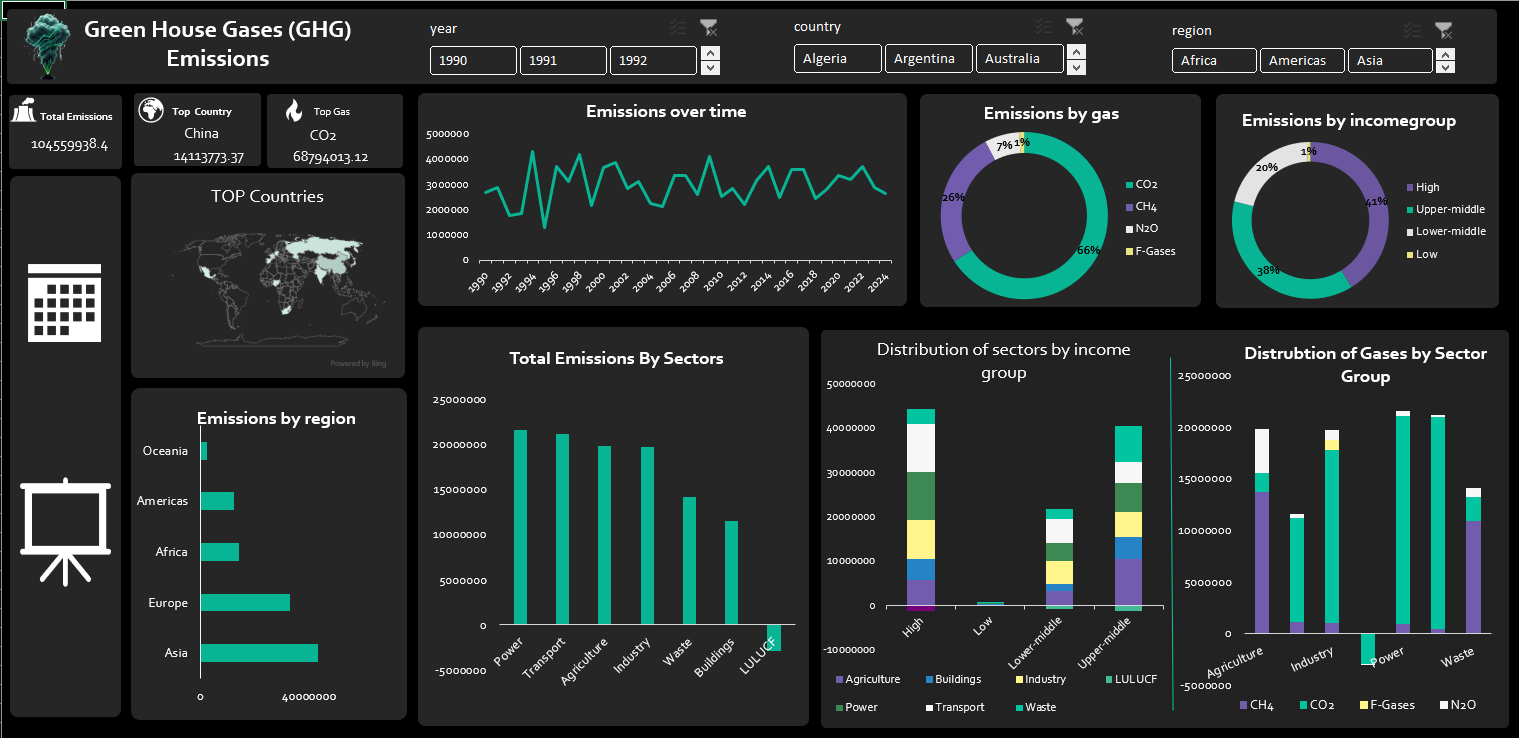 Green House Gases (GHG)
Emissions
year
1990
1991
1992
country
Algeria
Argentina
Australia
region
Africa
Americas
Asia
Total Emissions
104559938.4
Top Country
China
14113773.37
Top Gas
CO2
68794013.12
TOP Countries
Powered by Bing
Emissions by region
Oceania
Americas
Africa
Europe
Asia
0
40000000
Emissions over time
5000000
4000000
3000000
2000000
1000000
0
1990
1992
1994
1996
1998
2000
2002
2004
2006
2008
2010
2012
2014
2016
2018
2020
2022
2024
Emissions by gas
7%
1%
26%
66%
CO2
CH4
N2O
F-Gases
Emissions by incomegroup
1%
20%
41%
38%
High
Upper-middle
Lower-middle
Low
Total Emissions By Sectors
25000000
20000000
15000000
10000000
5000000
0
-5000000
Power
Transport
Agriculture
Industry
Waste
Buildings
LULUCF
Distribution of sectors by income
group
50000000
40000000
30000000
20000000
10000000
0
-10000000
High
Low
Lower-middle
Upper-middle
Agriculture
Buildings
Industry
LULUCF
Power
Transport
Waste
Distrubtion of Gases by Sector
Group
25000000
20000000
15000000
10000000
5000000
0
-5000000
Agriculture
Industry
Power
Waste
CH4
CO2
F-Gases
N2O